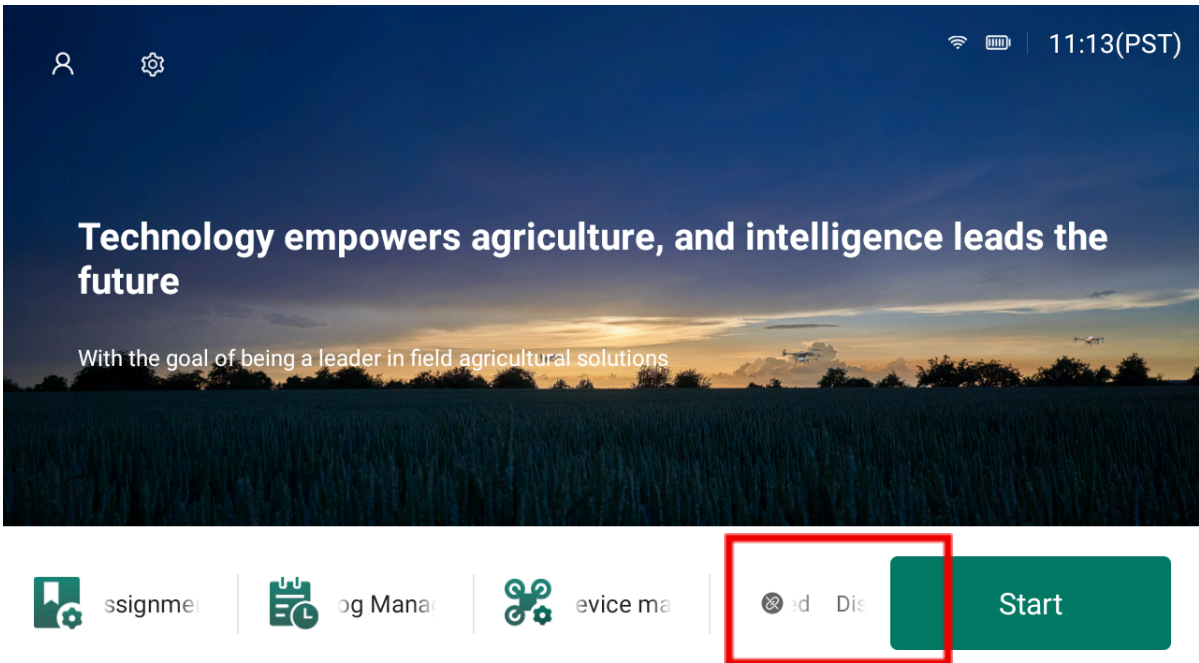 11:13(PST)
Technology empowers agriculture, and intelligence leads the
future
With the goal of being a leader in field agricultural solutions
ssignme
og Mana
evice ma
ed Dis
Start